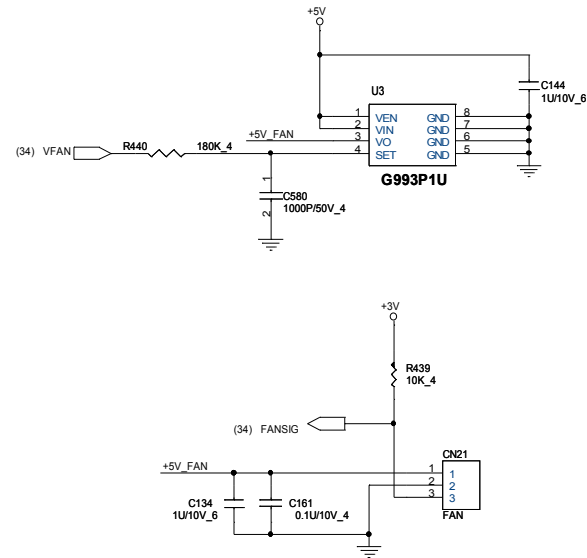 +5V
C144
1U/10V_6
U3
1 VEN GND 8
2 VIN GND 7
+5V_FAN 3 VO GND 6
(34) VFAN R440 180K_4 4 SET GND 5
G993P1U
1
C580
1000P/50V_4
2
+3V
R439
10K_4
(34) FANSIG
CN21
+5V_FAN 1 1
2 2
3 3
C134
1U/10V_6
C161
0.1U/10V_4
FAN